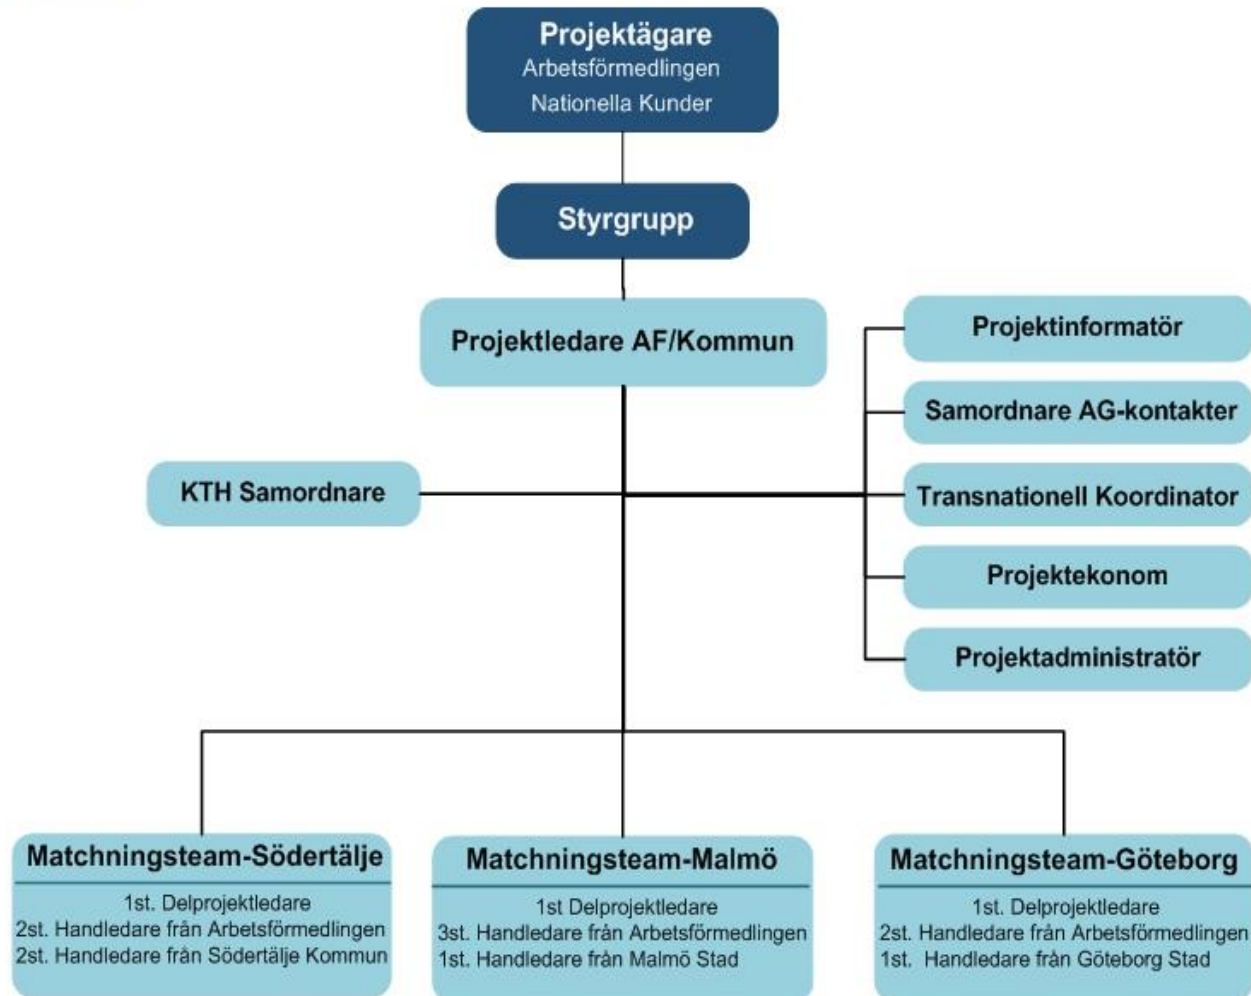 Projektägare
Arbetsförmedlingen
Nationella Kunder
Styrgrupp
Projektledare AF/Kommun
Projektinformatör
Samordnare AG-kontakter
KTH Samordnare
Transnationell Koordinator
Projektekonom
Projektadministratör
Matchningsteam-Södertälje
1st. Delprojektledare
2st. Handledare från Arbetsförmedlingen
2st. Handledare från Södertälje Kommun
Matchningsteam-Malmö
1st Delprojektledare
3st. Handledare från Arbetsförmedlingen
1st. Handledare från Malmö Stad
Matchningsteam-Göteborg
1st. Delprojektledare
2st. Handledare från Arbetsförmedlingen
1st. Handledare från Göteborg Stad